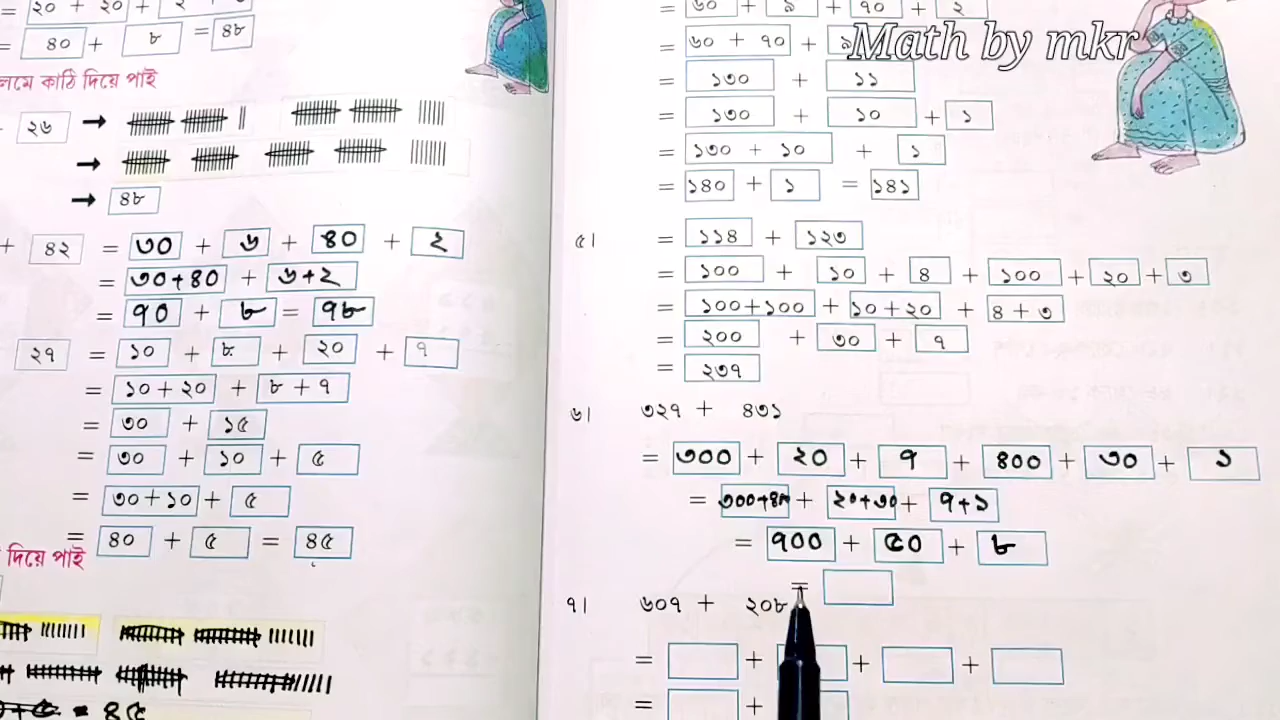 = ২০ + ২০ +
= ৪০ + ৮ = ৪৮
কাঠি দিয়ে পাই
২৬ →
→
→ ৪৮
+ ৪২ = ৩০ + ৬ + ৪০ + ২
= ৩০+৪০ + ৬+২
= ৭০ + ৮ = ৭৮
২৭ = ১০ + ৮ + ২০ + ৭
= ১০+২০ + ৮+৭
= ৩০ + ১৫
= ৩০ + ১০ + ৫
= ৩০+১০ + ৫
= ৪০ + ৫ = ৪৫
দিয়ে পাই
= ৪৫
= ৬০ + ৯ + ৭০ + ২
= ৬০ + ৭০ +
Math by mkr
= ১৩০ + ১১
= ১৩০ + ১০ + ১
= ১৩০ + ১০ + ১
= ১৪০ + ১ = ১৪১
৫। = ১১৪ + ১২৩
= ১০০ + ১০ + ৪ + ১০০ + ২০ + ৩
= ১০০+১০০ + ১০+২০ + ৪+৩
= ২০০ + ৩০ + ৭
= ২৩৭
৬। ৩২৭ + ৪৩১
= ৩০০ + ২০ + ৭ + ৪০০ + ৩০ + ১
= ৩০০+৪০০ + ২০+৩০ + ৭+১
= ৭০০ + ৫০ + ৮
=
৭। ৬০৭ + ২০৮
= + + +
= +